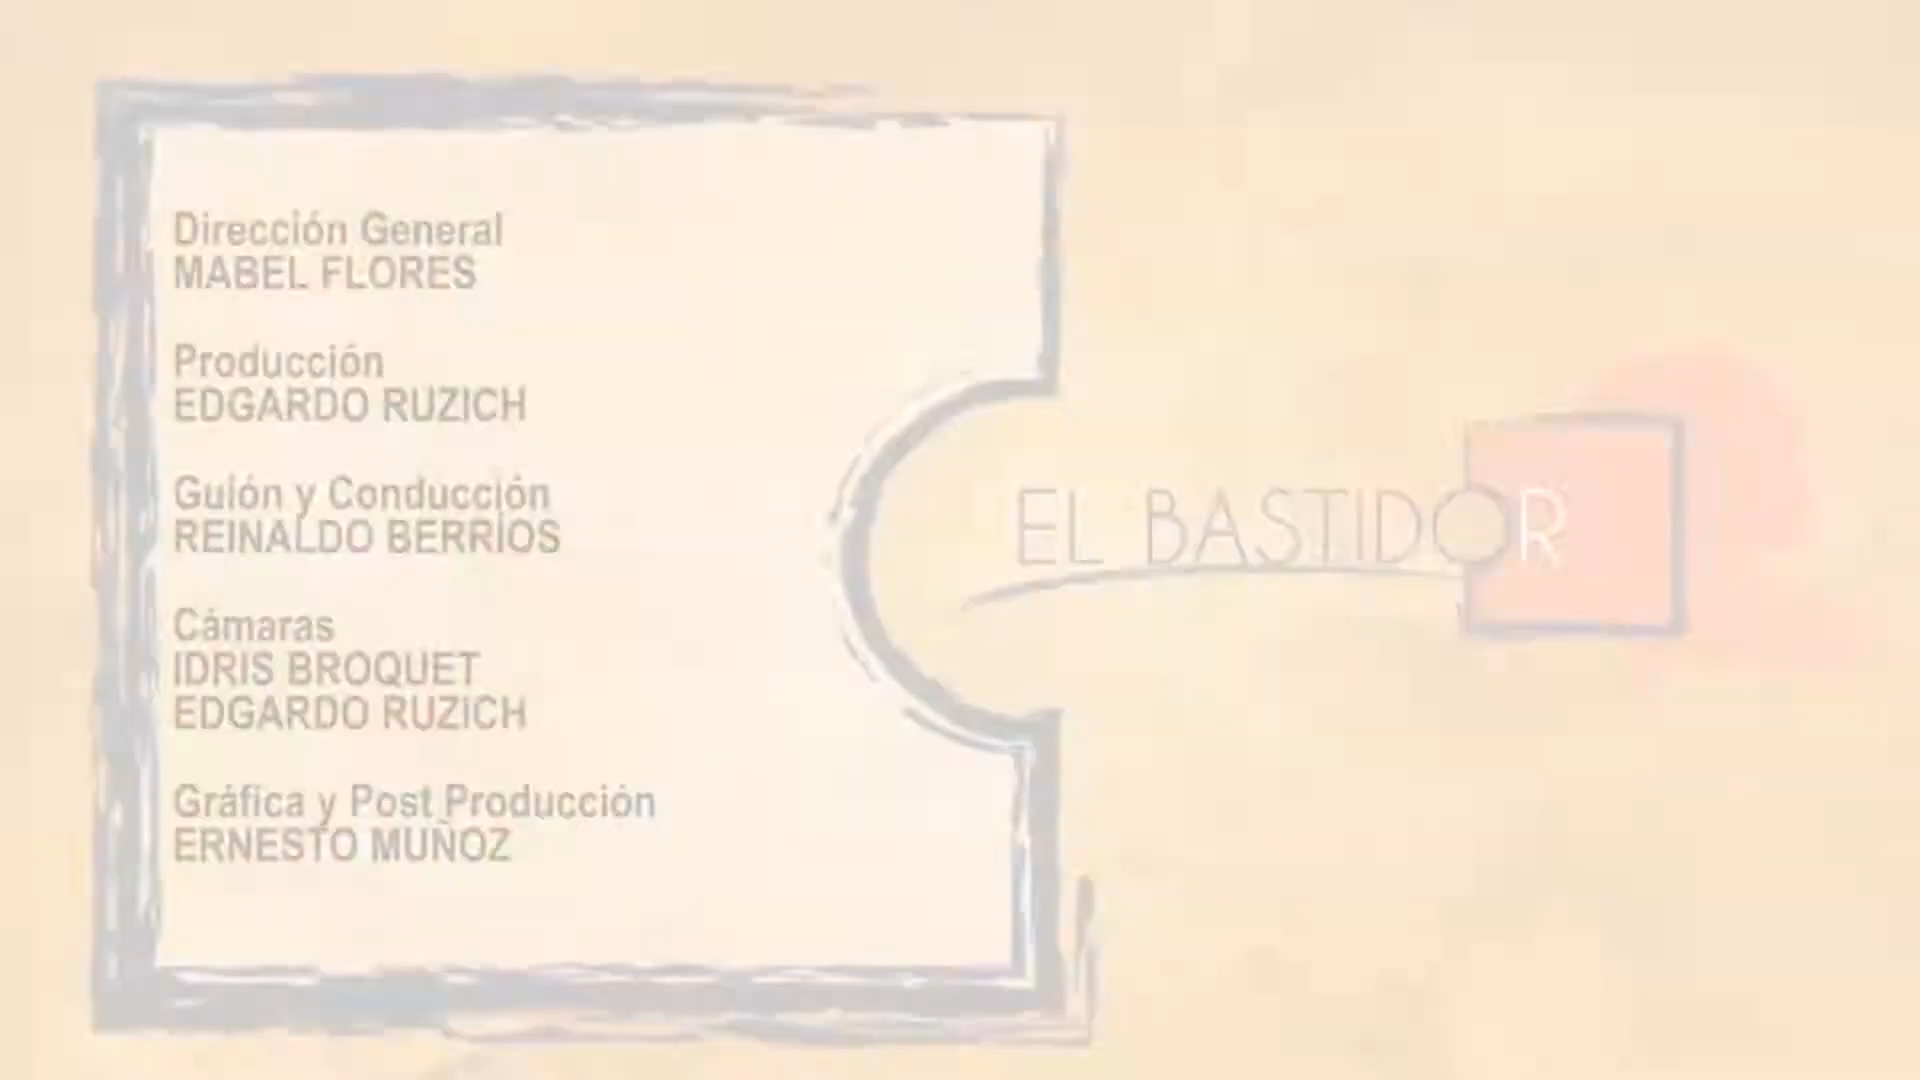 Dirección General
MABEL FLORES
Producción
EDGARDO RUZICH
Guión y Conducción
REINALDO BERRÍOS
Cámaras
IDRIS BROQUET
EDGARDO RUZICH
Gráfica y Post Producción
ERNESTO MUÑOZ
EL BASTIDOR